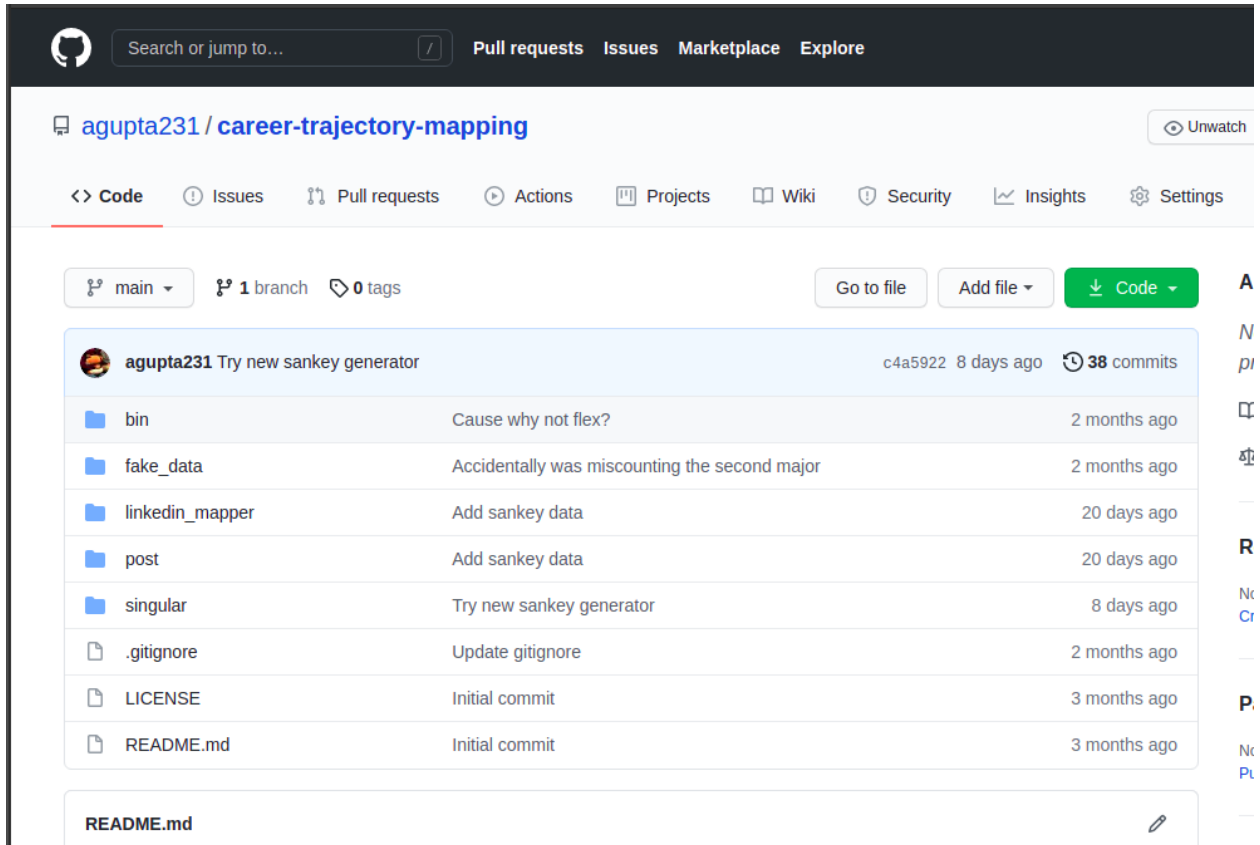 Search or jump to… / Pull requests Issues Marketplace Explore
agupta231 / career-trajectory-mapping Unwatch
Code Issues Pull requests Actions Projects Wiki Security Insights Settings
main 1 branch 0 tags Go to file Add file Code
agupta231 Try new sankey generator c4a5922 8 days ago 38 commits
bin Cause why not flex? 2 months ago
fake_data Accidentally was miscounting the second major 2 months ago
linkedin_mapper Add sankey data 20 days ago
post Add sankey data 20 days ago
singular Try new sankey generator 8 days ago
.gitignore Update gitignore 2 months ago
LICENSE Initial commit 3 months ago
README.md Initial commit 3 months ago
README.md